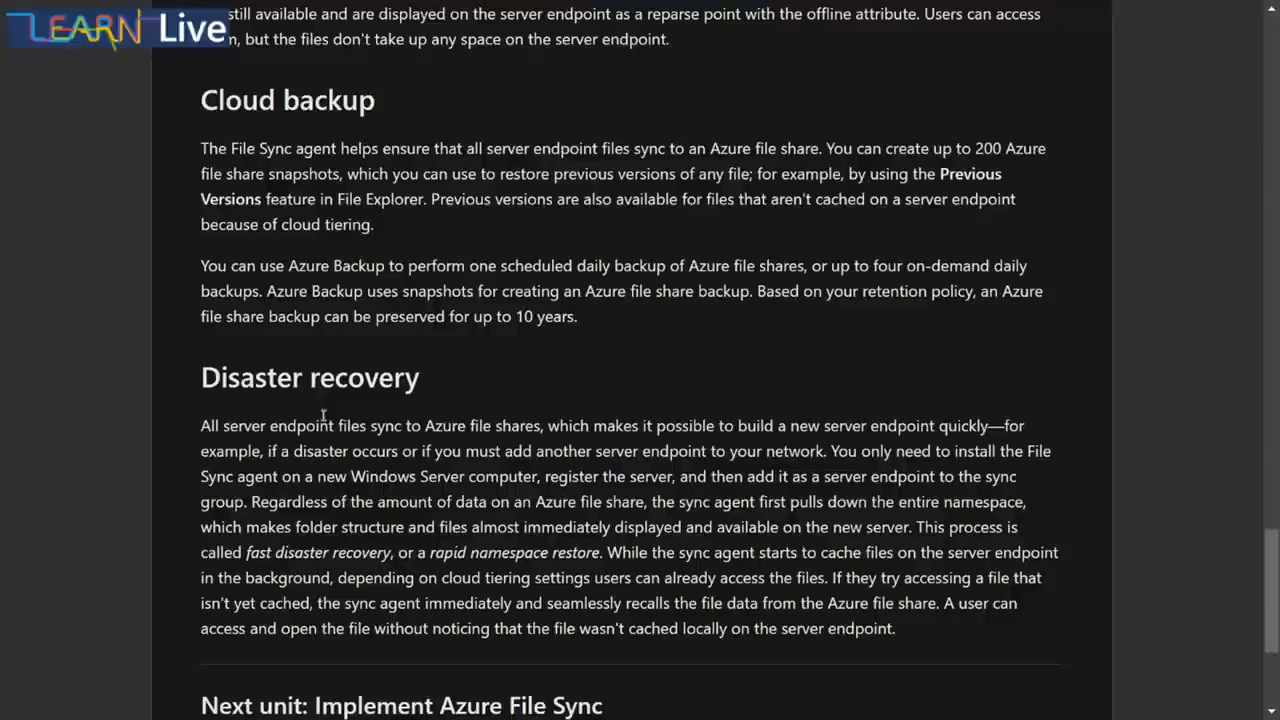 LEARN Live
still available and are displayed on the server endpoint as a reparse point with the offline attribute. Users can access
, but the files don't take up any space on the server endpoint.
Cloud backup
The File Sync agent helps ensure that all server endpoint files sync to an Azure file share. You can create up to 200 Azure
file share snapshots, which you can use to restore previous versions of any file; for example, by using the Previous
Versions feature in File Explorer. Previous versions are also available for files that aren't cached on a server endpoint
because of cloud tiering.
You can use Azure Backup to perform one scheduled daily backup of Azure file shares, or up to four on-demand daily
backups. Azure Backup uses snapshots for creating an Azure file share backup. Based on your retention policy, an Azure
file share backup can be preserved for up to 10 years.
Disaster recovery
All server endpoint files sync to Azure file shares, which makes it possible to build a new server endpoint quickly—for
example, if a disaster occurs or if you must add another server endpoint to your network. You only need to install the File
Sync agent on a new Windows Server computer, register the server, and then add it as a server endpoint to the sync
group. Regardless of the amount of data on an Azure file share, the sync agent first pulls down the entire namespace,
which makes folder structure and files almost immediately displayed and available on the new server. This process is
called fast disaster recovery, or a rapid namespace restore. While the sync agent starts to cache files on the server endpoint
in the background, depending on cloud tiering settings users can already access the files. If they try accessing a file that
isn't yet cached, the sync agent immediately and seamlessly recalls the file data from the Azure file share. A user can
access and open the file without noticing that the file wasn't cached locally on the server endpoint.
Next unit: Implement Azure File Sync